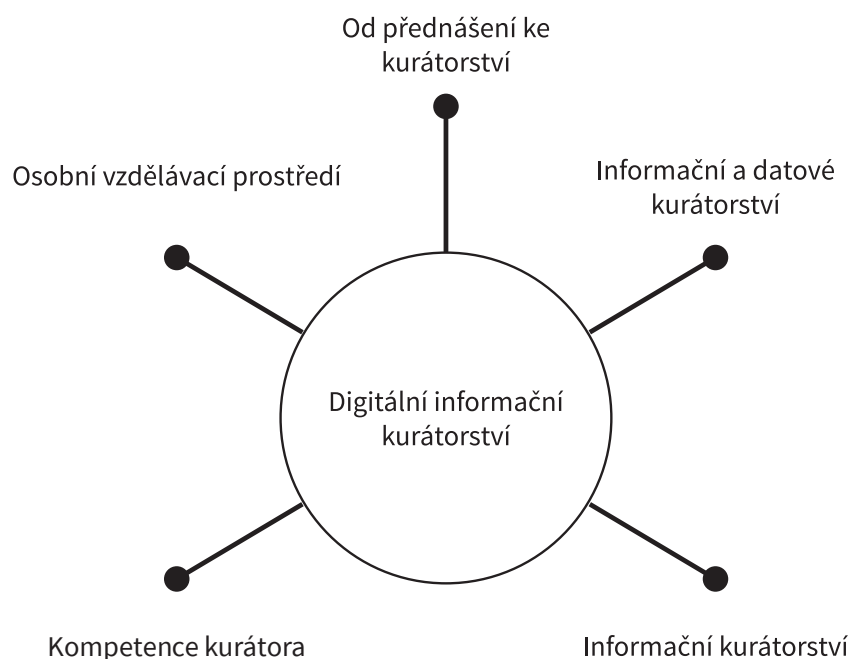 Od přednášení ke
kurátorství
Osobní vzdělávací prostředí
Informační a datové
kurátorství
Digitální informační
kurátorství
Kompetence kurátora
Informační kurátorství